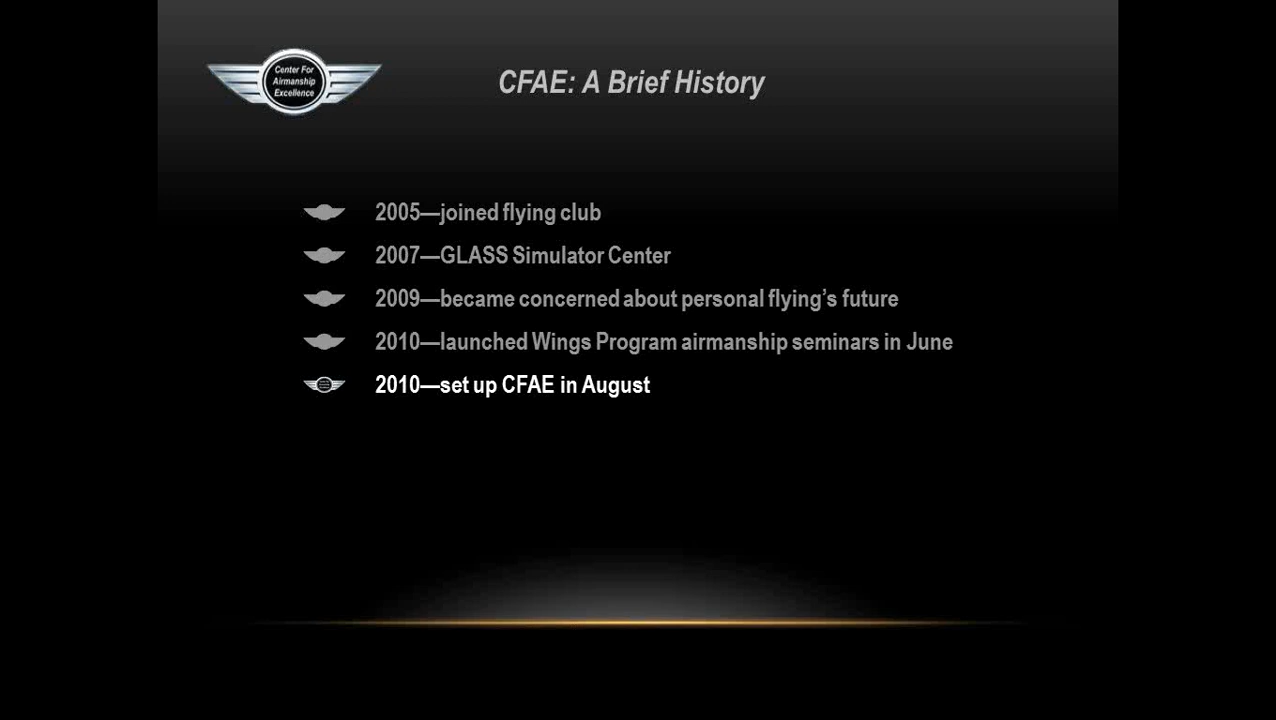 Center For
Airmanship
Excellence
CFAE: A Brief History
2005—joined flying club
2007—GLASS Simulator Center
2009—became concerned about personal flying’s future
2010—launched Wings Program airmanship seminars in June
2010—set up CFAE in August